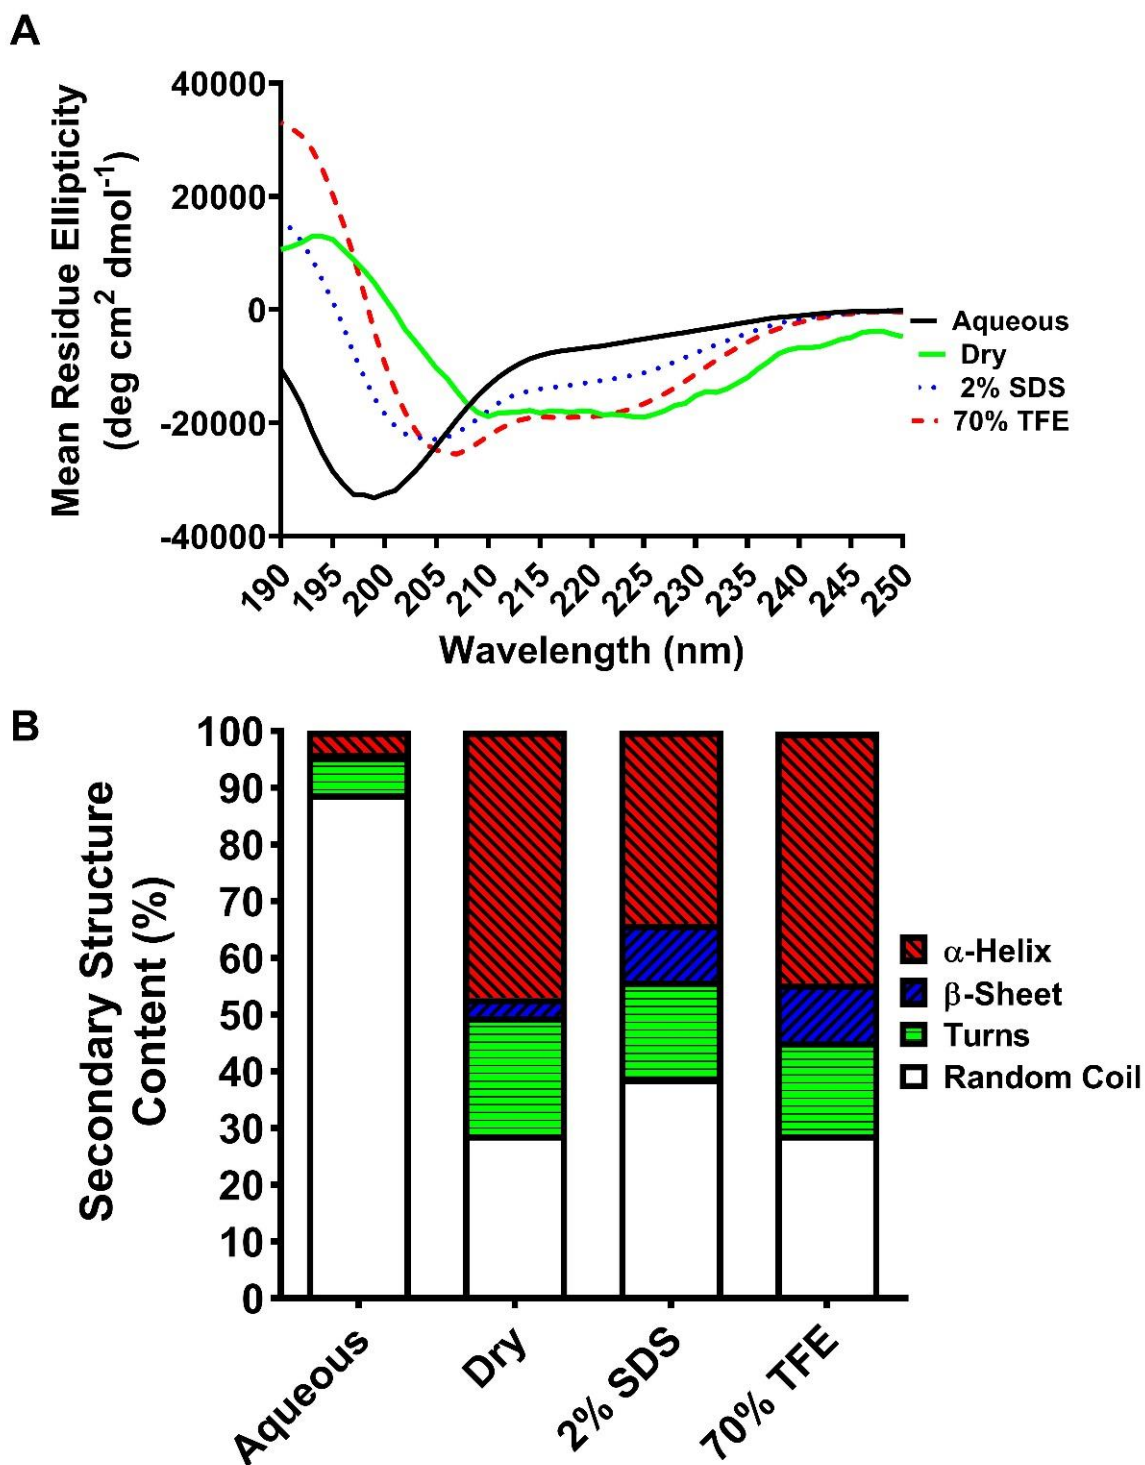 A
Mean Residue Ellipticity
(deg cm² dmol⁻¹)
40000
20000
0
-20000
-40000
190
195
200
205
210
215
220
225
230
235
240
245
250
Wavelength (nm)
Aqueous
Dry
2% SDS
70% TFE
B
Secondary Structure
Content (%)
100
90
80
70
60
50
40
30
20
10
0
Aqueous
Dry
2% SDS
70% TFE
α-Helix
β-Sheet
Turns
Random Coil